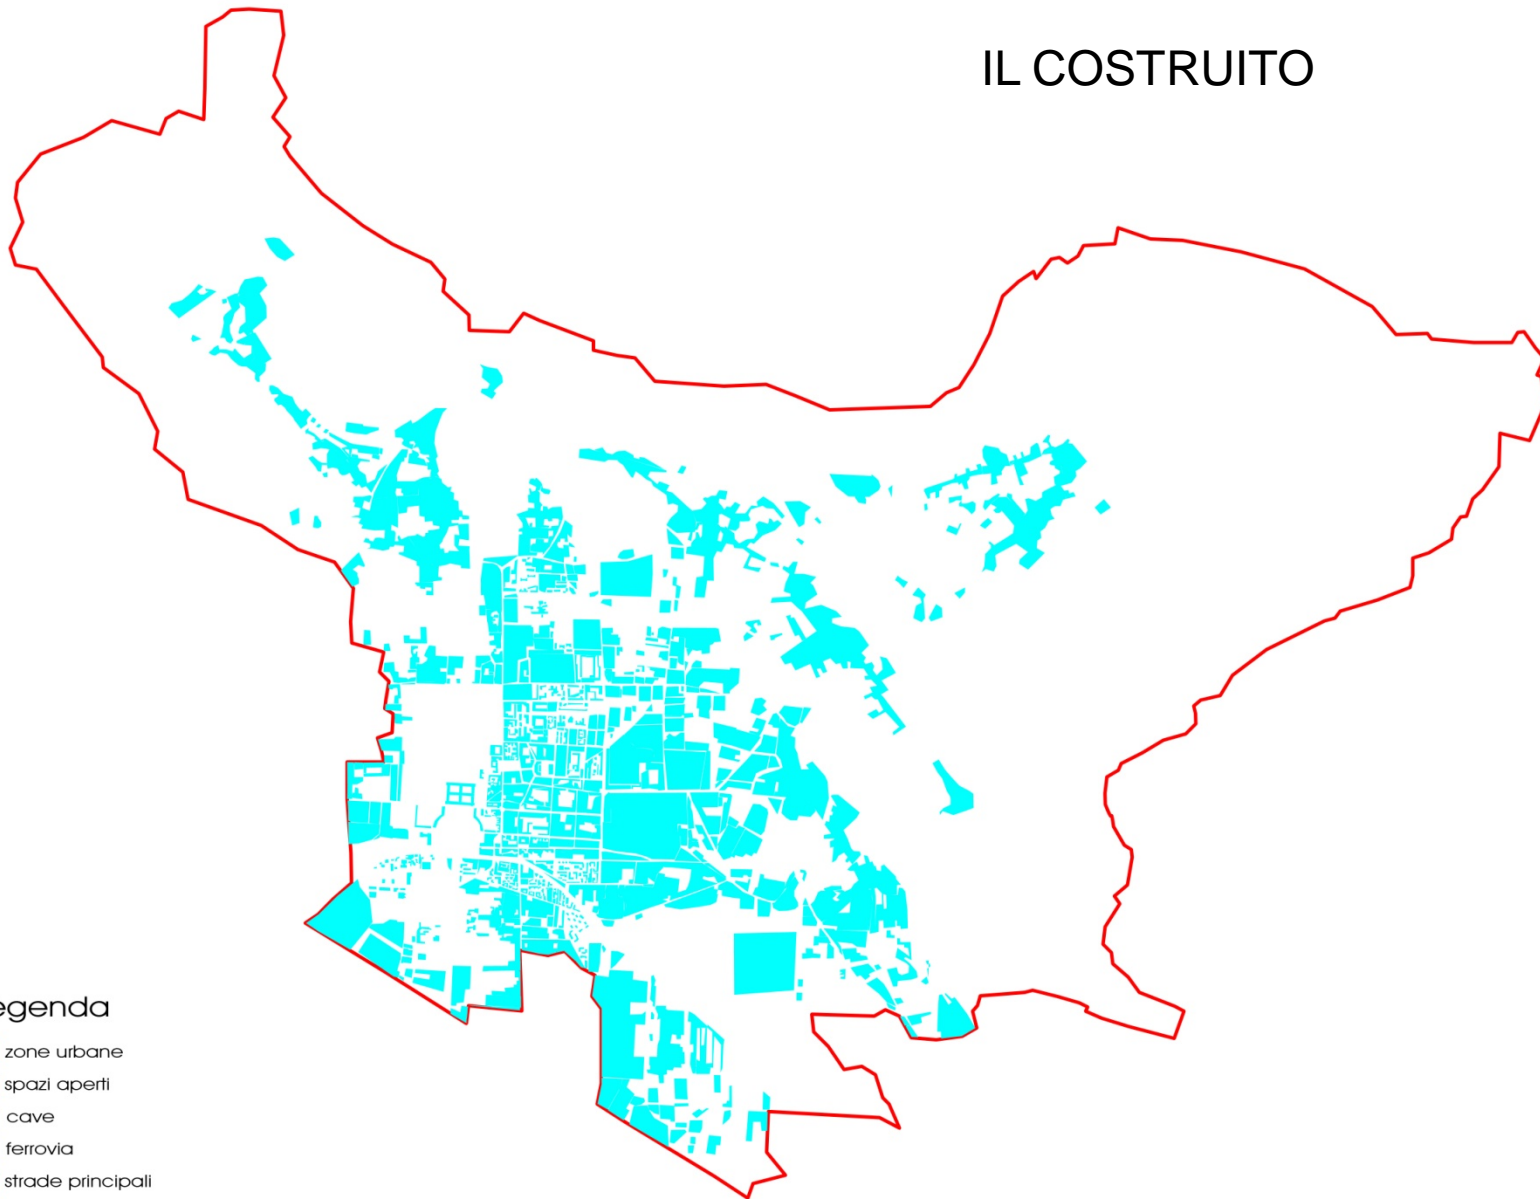 IL COSTRUITO
egenda
zone urbane
spazi aperti
cave
ferrovia
strade principali